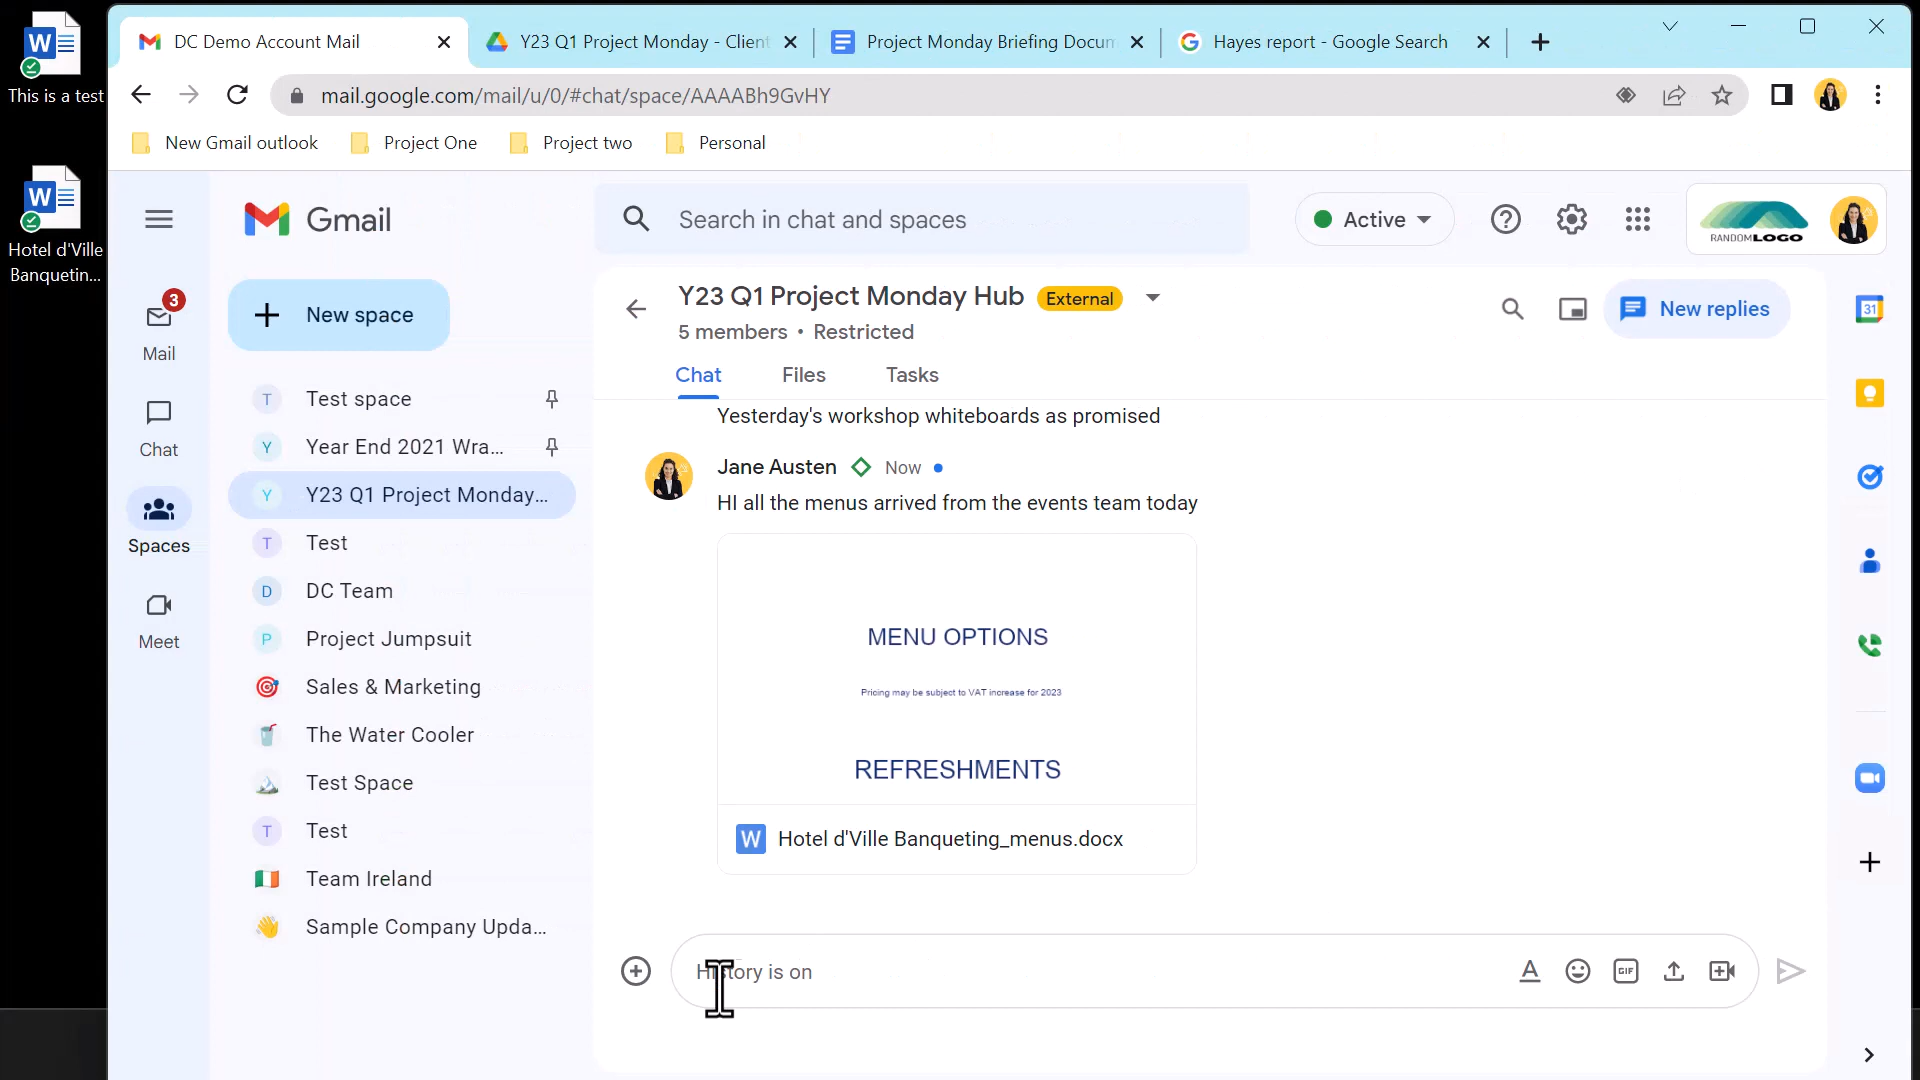 This is a test
Hotel d'Ville
Banquetin...
DC Demo Account Mail
Y23 Q1 Project Monday - Client
Project Monday Briefing Docum
Hayes report - Google Search
mail.google.com/mail/u/0/#chat/space/AAAABh9GvHY
New Gmail outlook
Project One
Project two
Personal
Gmail
Search in chat and spaces
Active
RANDOMLOGO
3
Mail
Chat
Spaces
Meet
New space
T Test space
Y Year End 2021 Wra...
Y Y23 Q1 Project Monday...
T Test
D DC Team
P Project Jumpsuit
Sales & Marketing
The Water Cooler
Test Space
T Test
Team Ireland
Sample Company Upda...
Y23 Q1 Project Monday Hub External
5 members • Restricted
New replies
Chat Files Tasks
Yesterday's workshop whiteboards as promised
Jane Austen Now
HI all the menus arrived from the events team today
MENU OPTIONS
Pricing may be subject to VAT increase for 2023
REFRESHMENTS
W Hotel d'Ville Banqueting_menus.docx
History is on
GIF
31